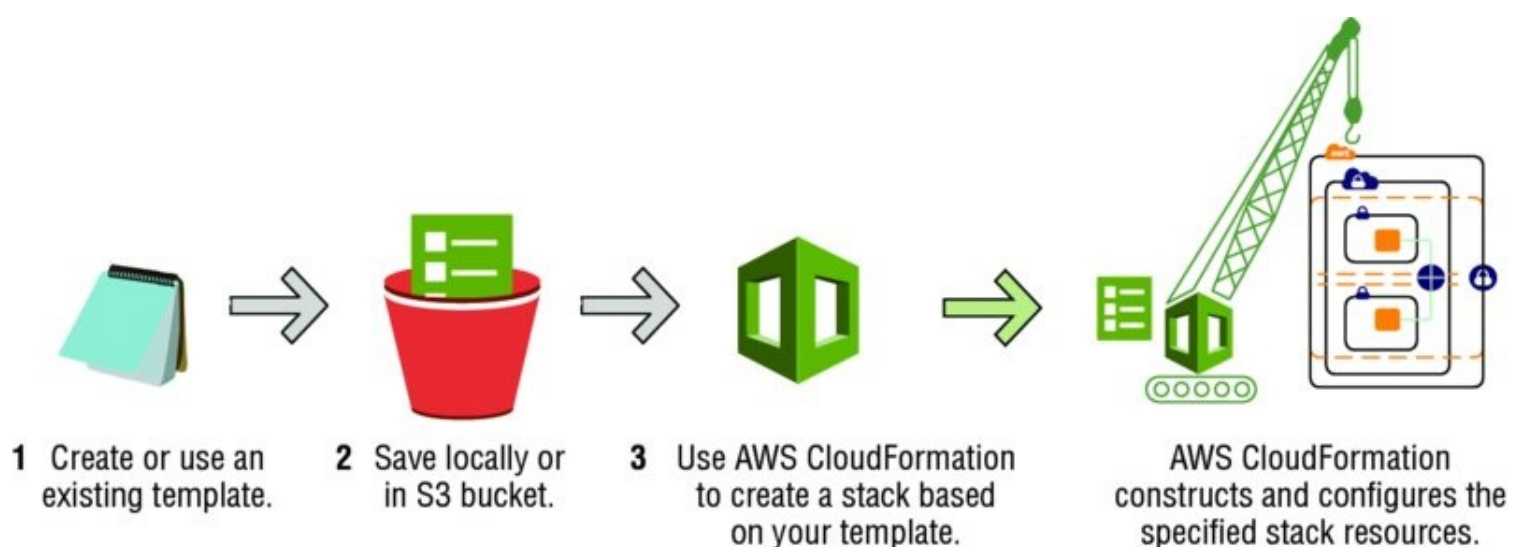 1 Create or use an
existing template.
2 Save locally or
in S3 bucket.
3 Use AWS CloudFormation
to create a stack based
on your template.
AWS CloudFormation
constructs and configures the
specified stack resources.
aws